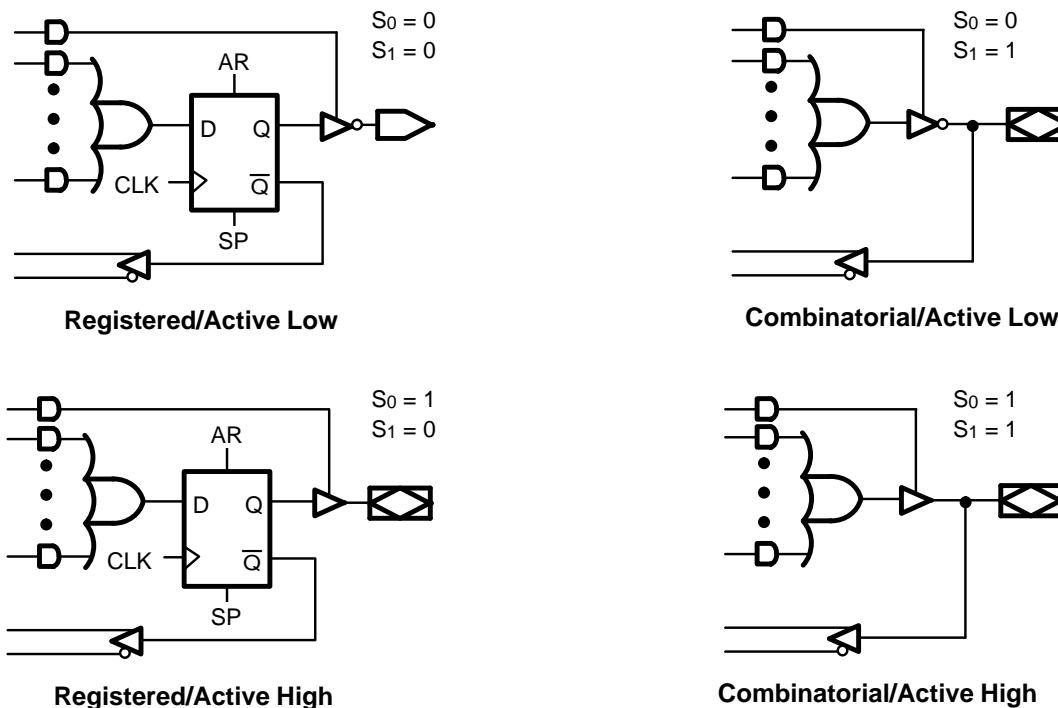 S0 = 0
S1 = 0
AR
D Q
CLK Q̅
SP
Registered/Active Low
S0 = 0
S1 = 1
Combinatorial/Active Low
S0 = 1
S1 = 0
AR
D Q
CLK Q̅
SP
Registered/Active High
S0 = 1
S1 = 1
Combinatorial/Active High